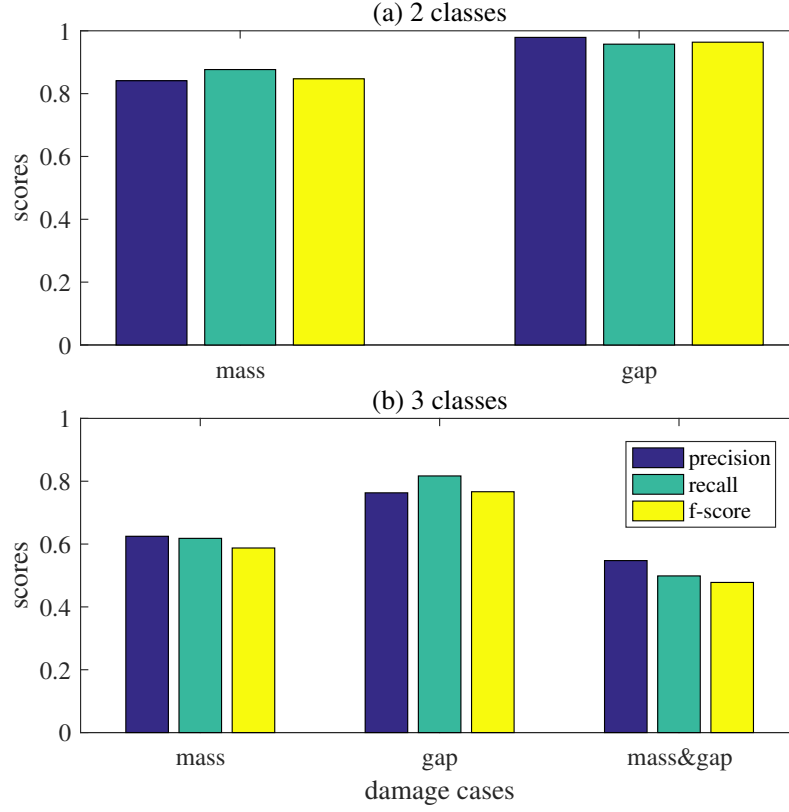 (a) 2 classes
1
0.8
0.6
0.4
0.2
0
scores
mass gap
(b) 3 classes
1
0.8
0.6
0.4
0.2
0
scores
precision
recall
f-score
mass gap mass&gap
damage cases